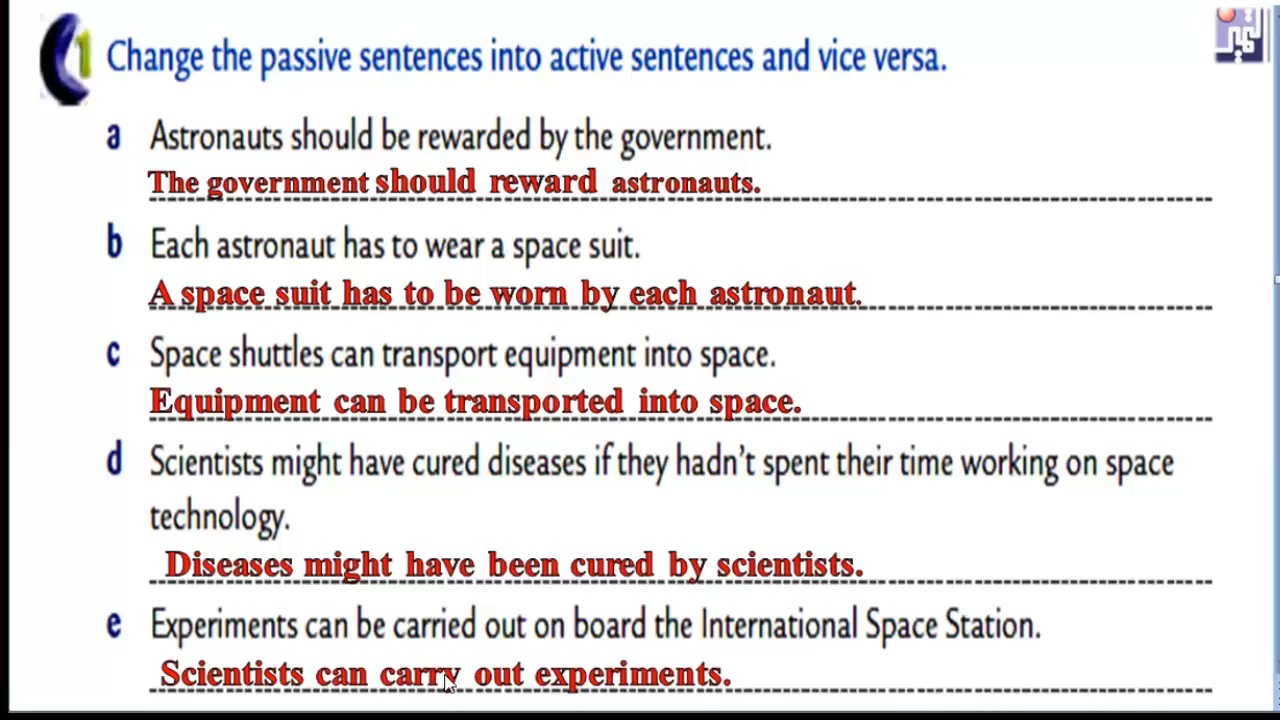 1 Change the passive sentences into active sentences and vice versa.
a Astronauts should be rewarded by the government.
The government should reward astronauts.
b Each astronaut has to wear a space suit.
A space suit has to be worn by each astronaut.
c Space shuttles can transport equipment into space.
Equipment can be transported into space.
d Scientists might have cured diseases if they hadn't spent their time working on space
technology.
Diseases might have been cured by scientists.
e Experiments can be carried out on board the International Space Station.
Scientists can carry out experiments.